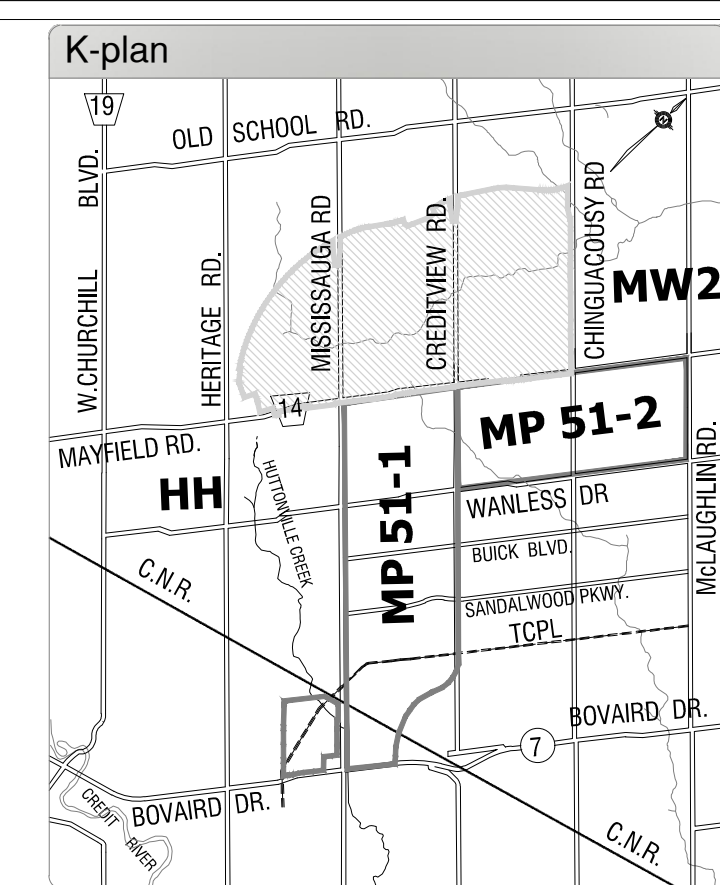 K-plan
19
OLD SCHOOL RD.
W.CHURCHILL BLVD.
HERITAGE RD.
MISSISSAUGA RD
CREDITVIEW RD.
CHINGUACOUSY RD
N
MW2
14
MAYFIELD RD.
MP 51-2
HH
HUTTONVILLE CREEK
MP 51-1
WANLESS DR
McLAUGHLIN RD.
BUICK BLVD.
C.N.R.
SANDALWOOD PKWY.
TCPL
BOVAIRD DR.
7
BOVAIRD DR.
CREDIT RIVER
C.N.R.